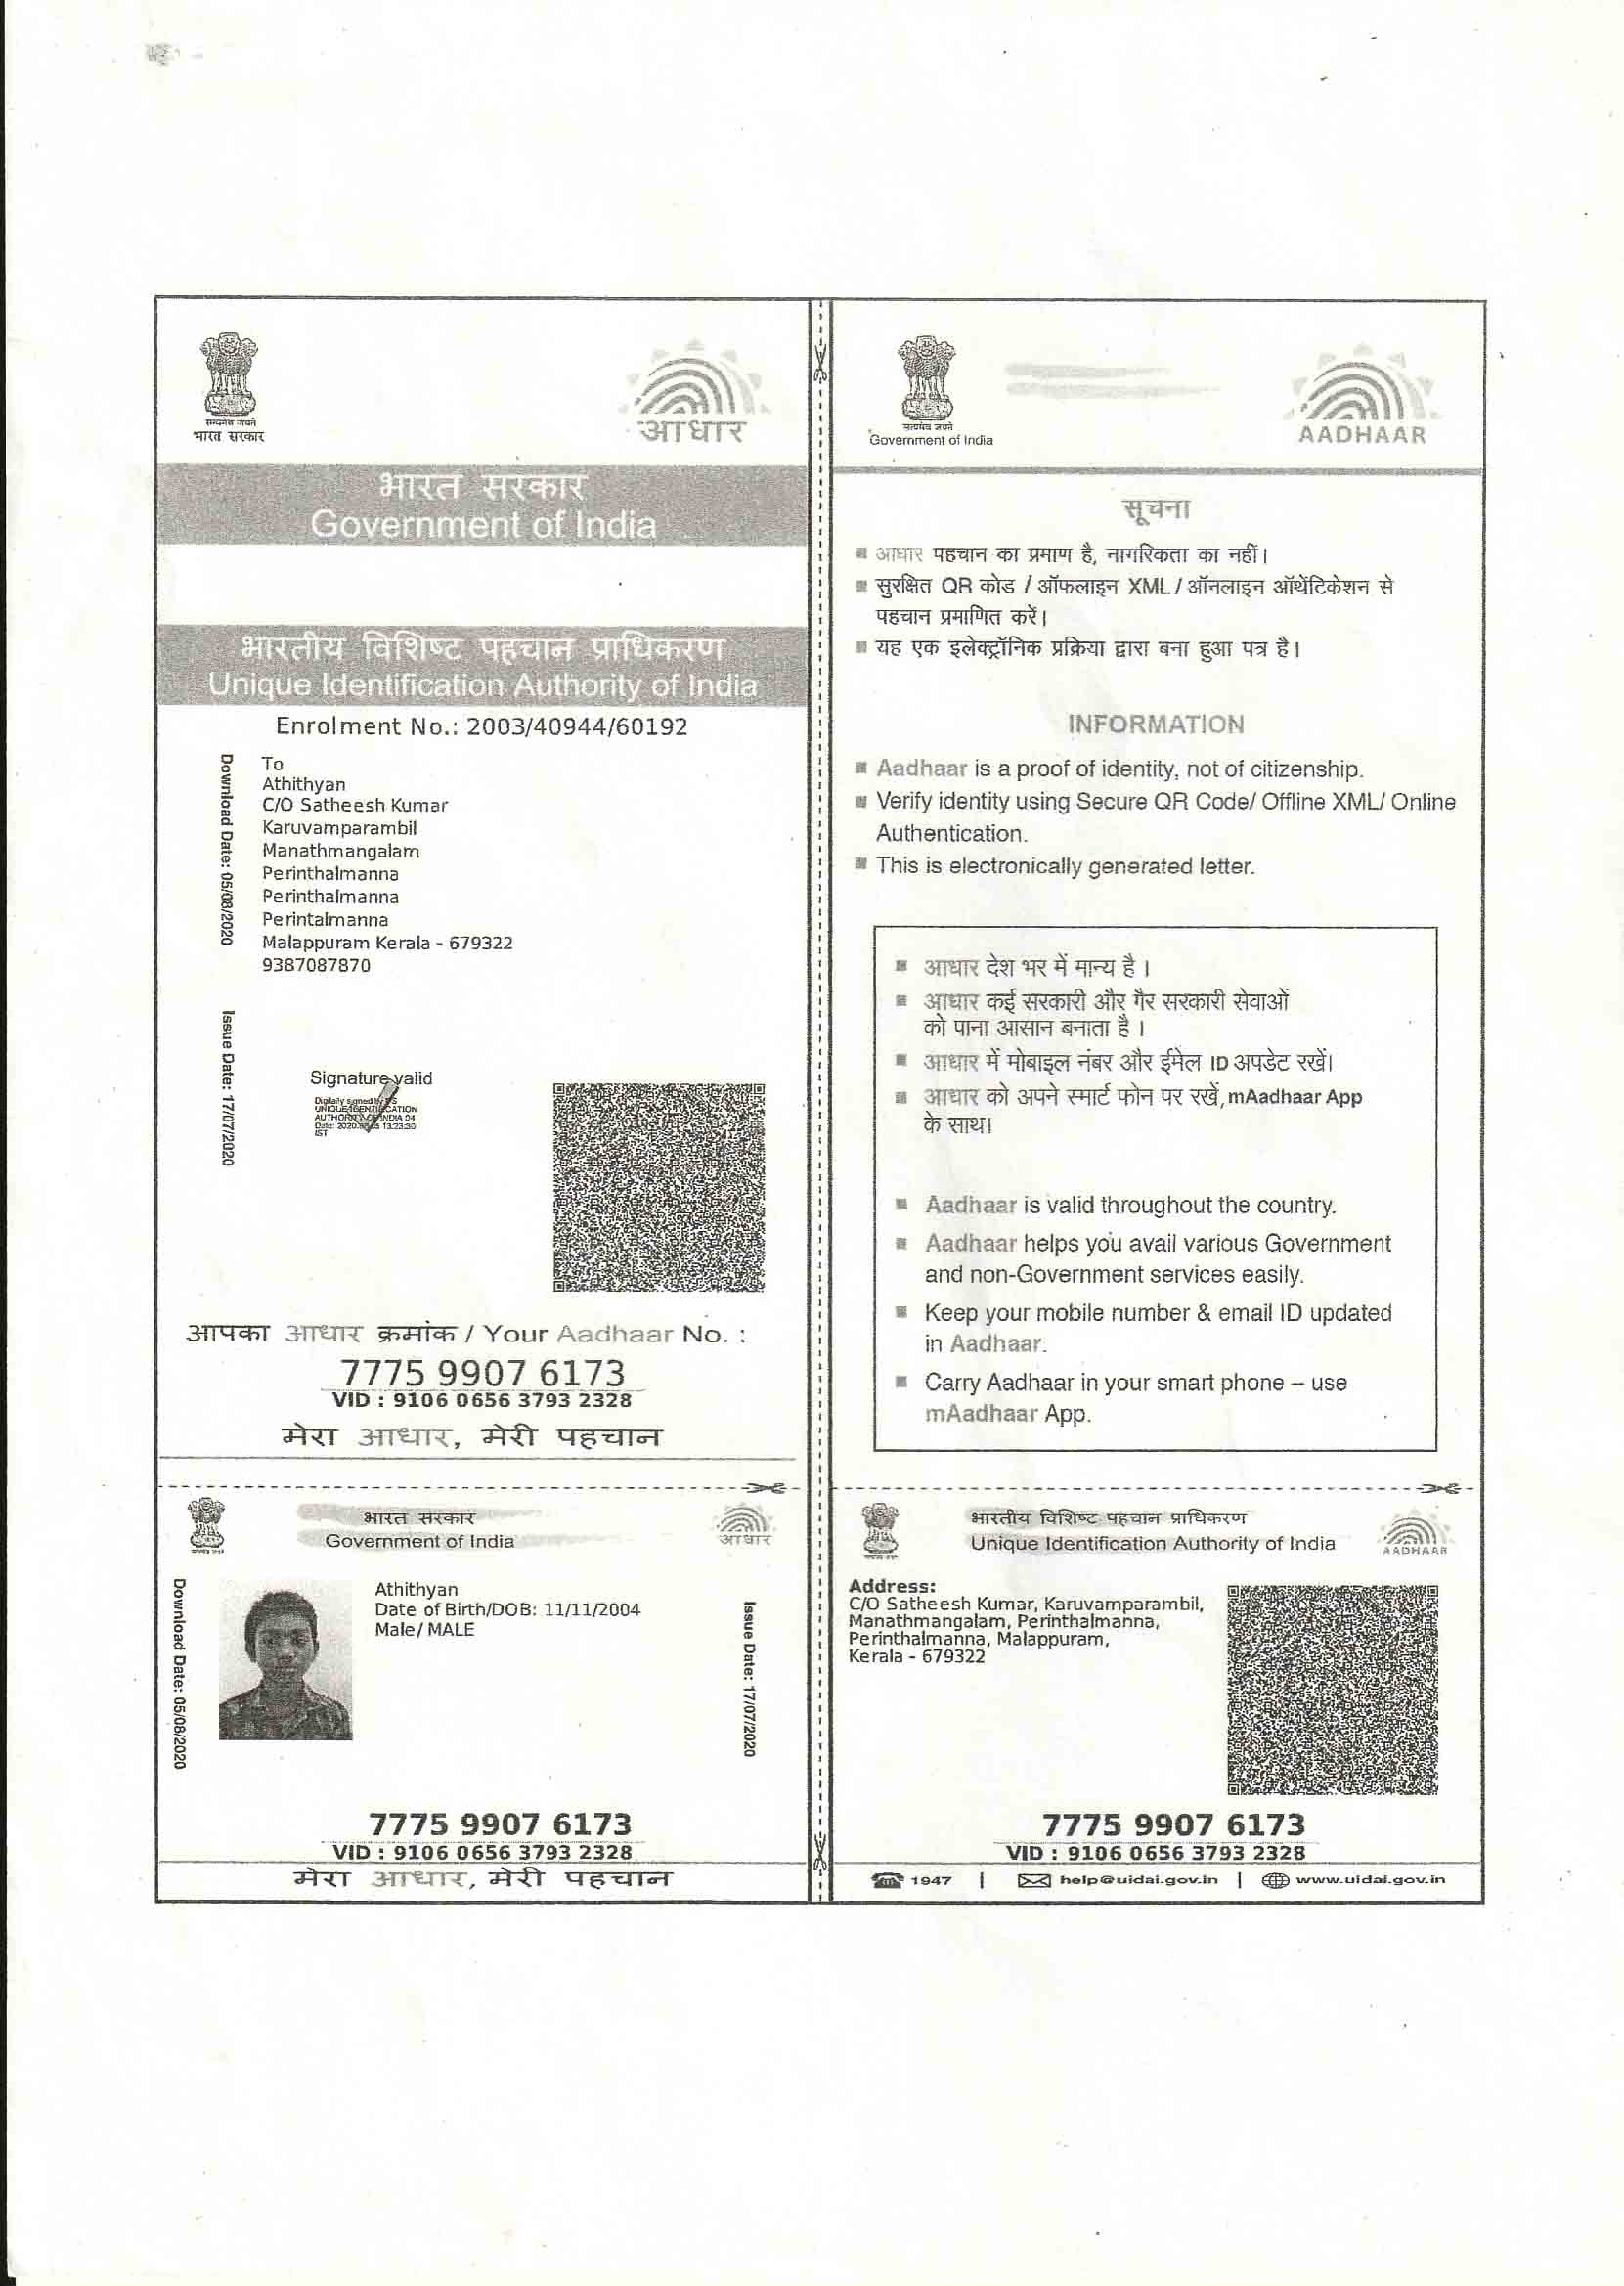 सत्यमेव जयते
भारत सरकार
आधार
भारत सरकार
Government of India
भारतीय विशिष्ट पहचान प्राधिकरण
Unique Identification Authority of India
Enrolment No.: 2003/40944/60192
Download Date: 05/08/2020
To
Athithyan
C/O Satheesh Kumar
Karuvamparambil
Manathmangalam
Perinthalmanna
Perinthalmanna
Perintalmanna
Malappuram Kerala - 679322
9387087870
Issue Date: 17/07/2020
Signature valid
Digitally signed by DS
UNIQUE IDENTIFICATION
AUTHORITY OF INDIA 04
Date: 2020. 13:23:30
IST
आपका आधार क्रमांक / Your Aadhaar No. :
7775 9907 6173
VID : 9106 0656 3793 2328
मेरा आधार, मेरी पहचान
सत्यमेव जयते
Government of India
AADHAAR
सूचना
आधार पहचान का प्रमाण है, नागरिकता का नहीं।
सुरक्षित QR कोड / ऑफलाइन XML / ऑनलाइन ऑथेंटिकेशन से
पहचान प्रमाणित करें।
यह एक इलेक्ट्रॉनिक प्रक्रिया द्वारा बना हुआ पत्र है।
INFORMATION
Aadhaar is a proof of identity, not of citizenship.
Verify identity using Secure QR Code/ Offline XML/ Online
Authentication.
This is electronically generated letter.
आधार देश भर में मान्य है ।
आधार कई सरकारी और गैर सरकारी सेवाओं
को पाना आसान बनाता है ।
आधार में मोबाइल नंबर और ईमेल ID अपडेट रखें।
आधार को अपने स्मार्ट फोन पर रखें, mAadhaar App
के साथ।
Aadhaar is valid throughout the country.
Aadhaar helps you avail various Government
and non-Government services easily.
Keep your mobile number & email ID updated
in Aadhaar.
Carry Aadhaar in your smart phone – use
mAadhaar App.
भारत सरकार
Government of India
आधार
Download Date: 05/08/2020
Athithyan
Date of Birth/DOB: 11/11/2004
Male/ MALE
Issue Date: 17/07/2020
7775 9907 6173
VID : 9106 0656 3793 2328
मेरा आधार, मेरी पहचान
भारतीय विशिष्ट पहचान प्राधिकरण
Unique Identification Authority of India
AADHAAR
Address:
C/O Satheesh Kumar, Karuvamparambil,
Manathmangalam, Perinthalmanna,
Perinthalmanna, Malappuram,
Kerala - 679322
7775 9907 6173
VID : 9106 0656 3793 2328
1947 | help@uidai.gov.in | www.uidai.gov.in